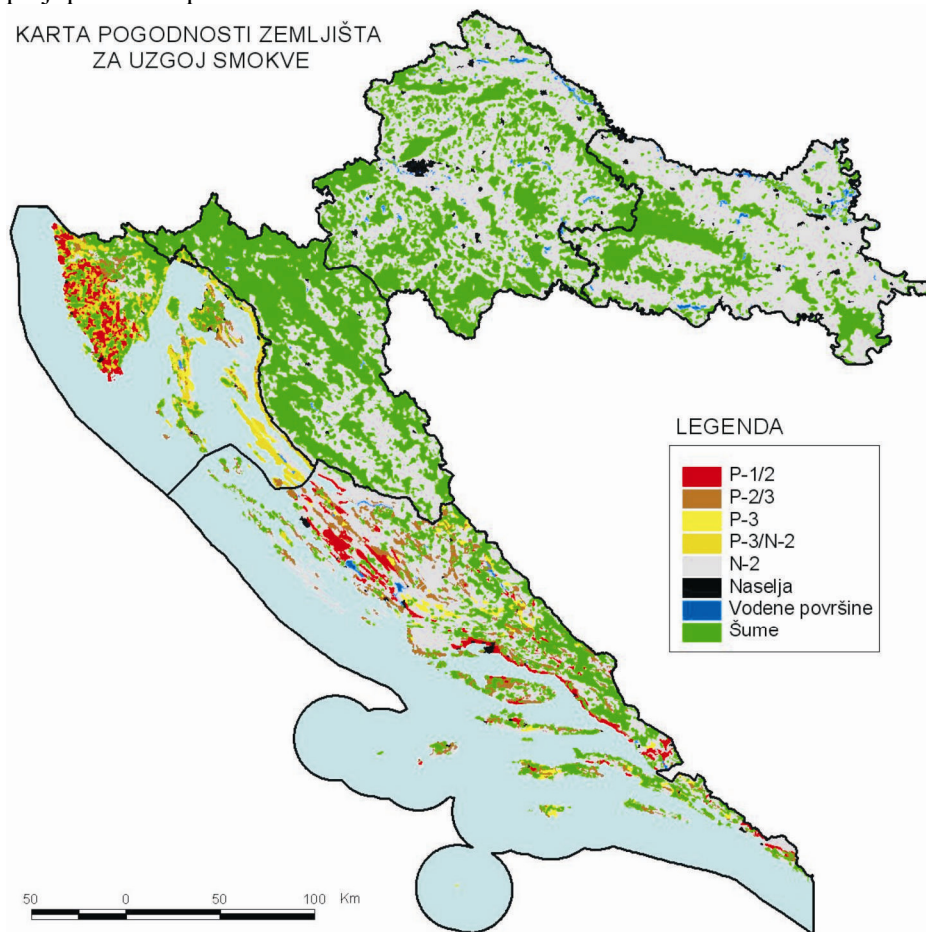 KARTA POGODNOSTI ZEMLJIŠTA
ZA UZGOJ SMOKVE
LEGENDA
P-1/2
P-2/3
P-3
P-3/N-2
N-2
Naselja
Vodene površine
Šume
50 0 50 100 Km